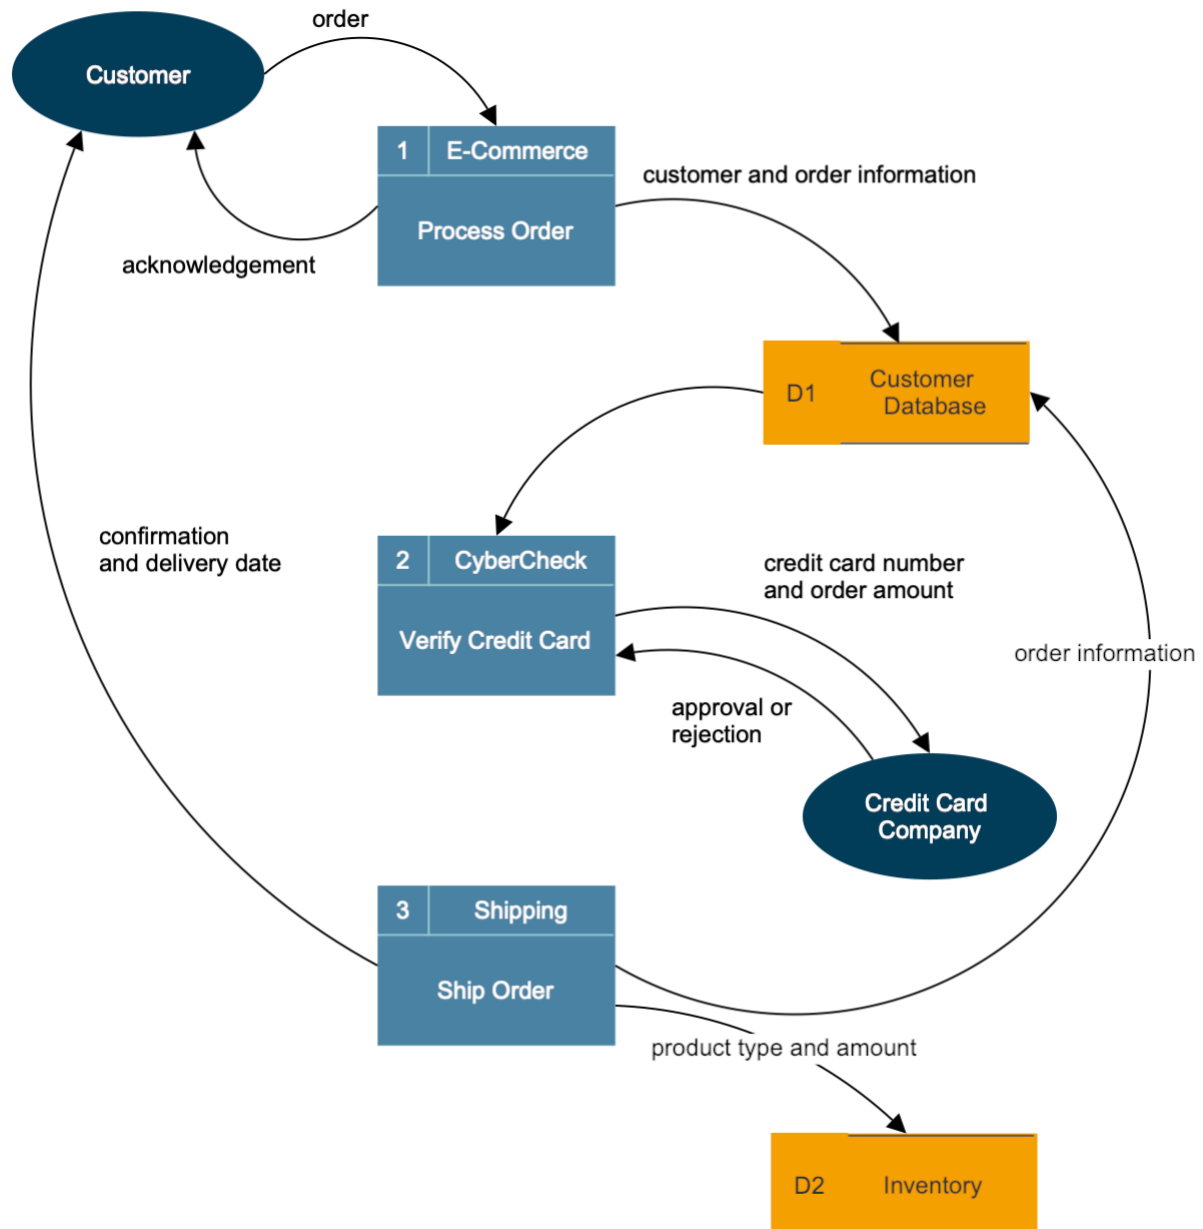 order
Customer
1 E-Commerce
Process Order
customer and order information
acknowledgement
D1 Customer
Database
confirmation
and delivery date
2 CyberCheck
Verify Credit Card
credit card number
and order amount
order information
approval or
rejection
Credit Card
Company
3 Shipping
Ship Order
product type and amount
D2 Inventory